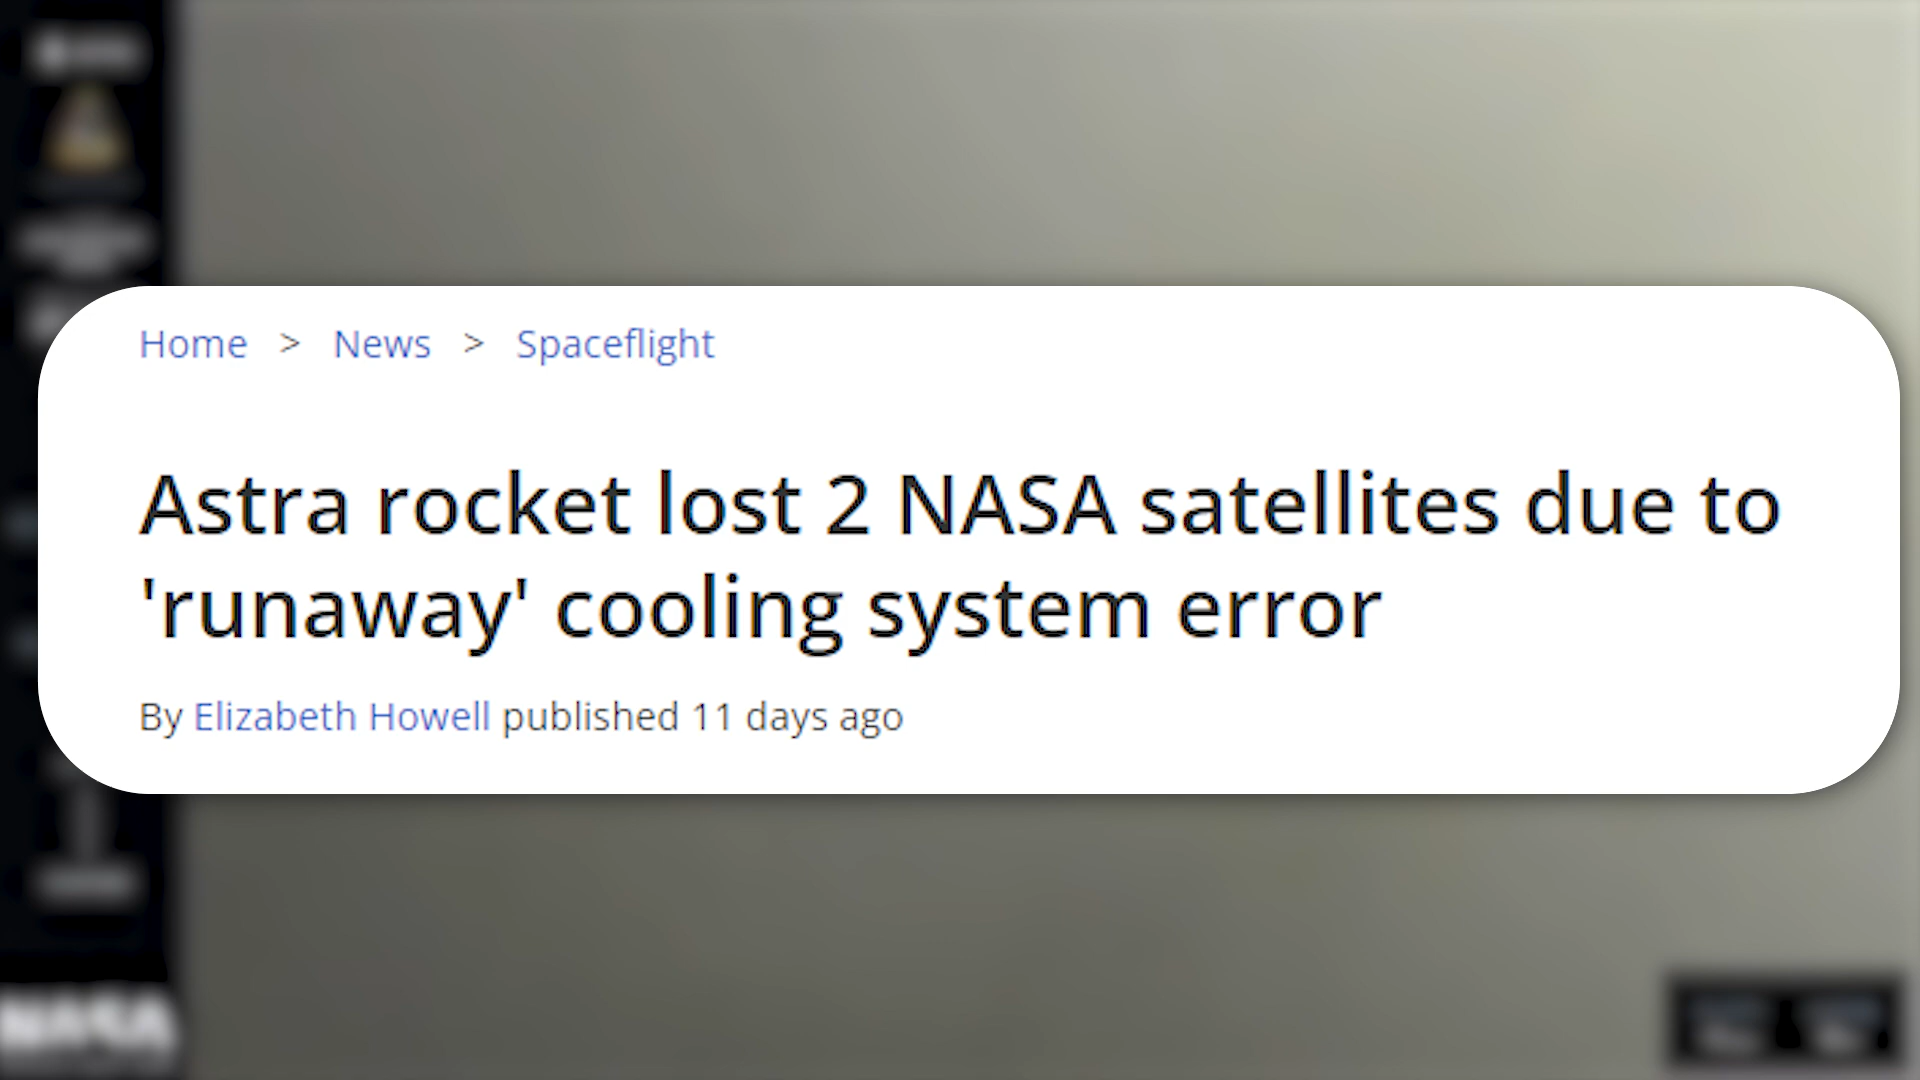 Home > News > Spaceflight
Astra rocket lost 2 NASA satellites due to
'runaway' cooling system error
By Elizabeth Howell published 11 days ago
NASA